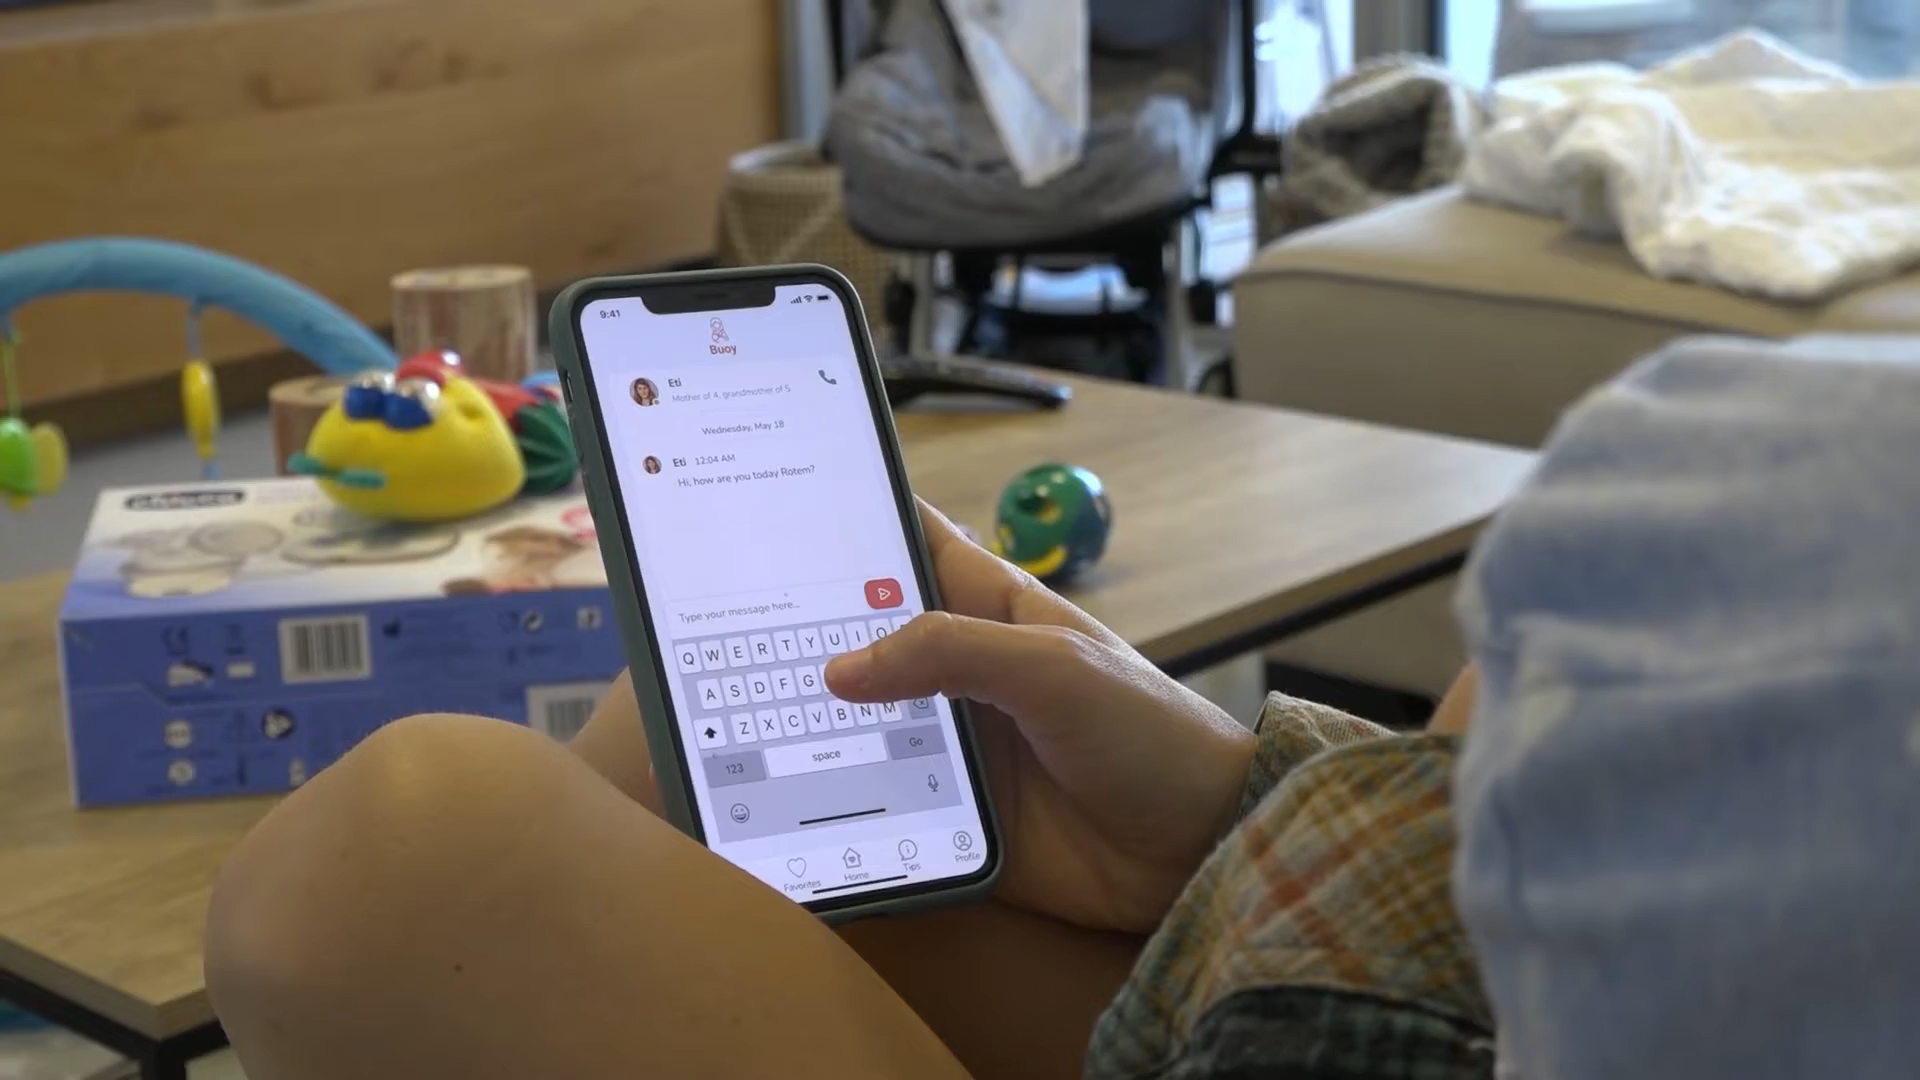 9:41
Buoy
Eti
Mother of 4, grandmother of 5
Wednesday, May 18
Eti 12:04 AM
Hi, how are you today Rotem?
Type your message here...
Q W E R T Y U I O
A S D F G
Z X C V B N M
123 space Go
Favorites Home Tips Profile
CE